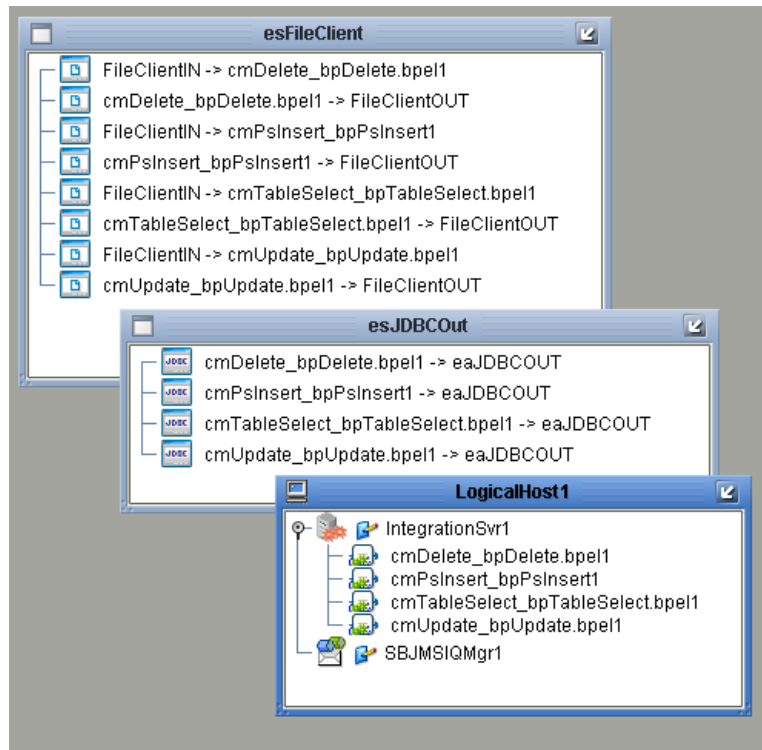 esFileClient
FileClientIN -> cmDelete_bpDelete.bpel1
cmDelete_bpDelete.bpel1 -> FileClientOUT
FileClientIN -> cmPsInsert_bpPsInsert1
cmPsInsert_bpPsInsert1 -> FileClientOUT
FileClientIN -> cmTableSelect_bpTableSelect.bpel1
cmTableSelect_bpTableSelect.bpel1 -> FileClientOUT
FileClientIN -> cmUpdate_bpUpdate.bpel1
cmUpdate_bpUpdate.bpel1 -> FileClientOUT
esJDBCOut
JDBC cmDelete_bpDelete.bpel1 -> eaJDBCOUT
JDBC cmPsInsert_bpPsInsert1 -> eaJDBCOUT
JDBC cmTableSelect_bpTableSelect.bpel1 -> eaJDBCOUT
JDBC cmUpdate_bpUpdate.bpel1 -> eaJDBCOUT
LogicalHost1
IntegrationSvr1
cmDelete_bpDelete.bpel1
cmPsInsert_bpPsInsert1
cmTableSelect_bpTableSelect.bpel1
cmUpdate_bpUpdate.bpel1
SBJMSIQMgr1